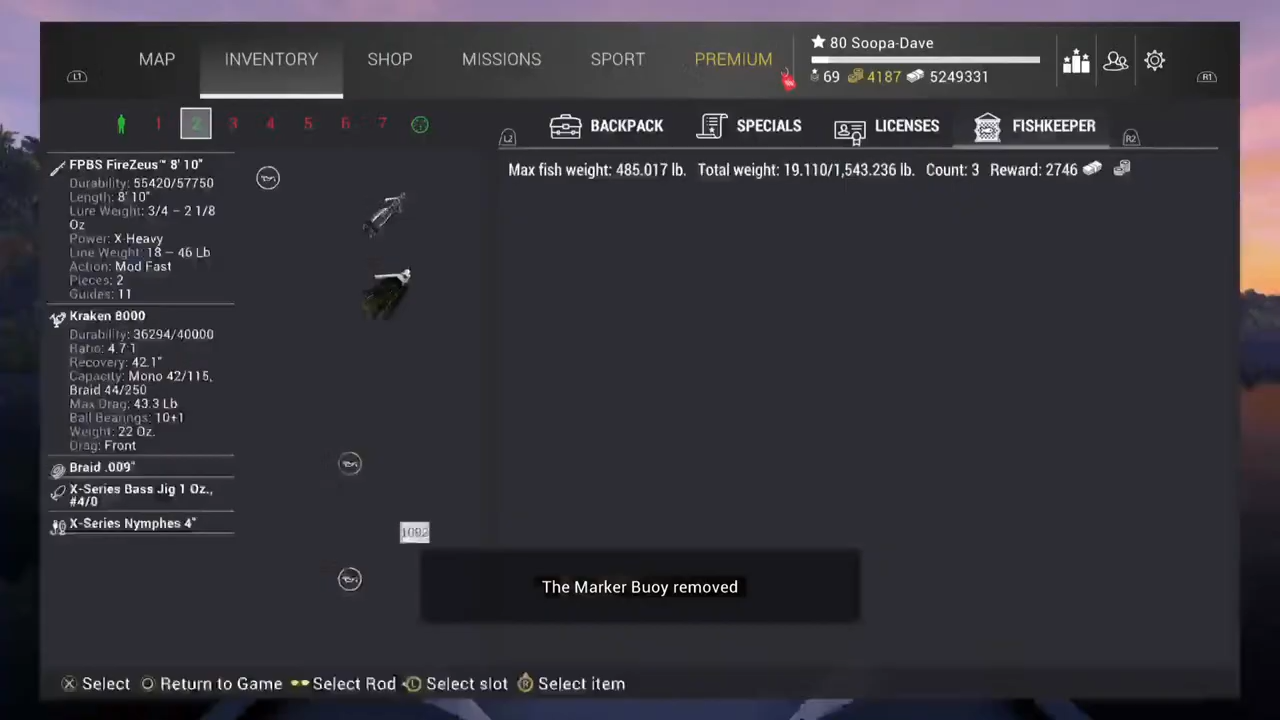 MAP INVENTORY SHOP MISSIONS SPORT PREMIUM
80 Soopa-Dave
69 4187 5249331
L1
R1
1 2 3 4 5 6 7
L2 BACKPACK SPECIALS LICENSES FISHKEEPER R2
Max fish weight: 485.017 lb. Total weight: 19.110/1,543.236 lb. Count: 3 Reward: 2746
FPBS FireZeus™ 8' 10"
Durability: 55420/57750
Length: 8' 10"
Lure Weight: 3/4 – 2 1/8
Oz
Power: X-Heavy
Line Weight: 18 – 46 Lb
Action: Mod Fast
Pieces: 2
Guides: 11
Kraken 8000
Durability: 36294/40000
Ratio: 4.7:1
Recovery: 42.1"
Capacity: Mono 42/115,
Braid 44/250
Max Drag: 43.3 Lb
Ball Bearings: 10+1
Weight: 22 Oz.
Drag: Front
Braid .009"
X-Series Bass Jig 1 Oz.,
#4/0
X-Series Nymphes 4"
1092
The Marker Buoy removed
Select Return to Game Select Rod L Select slot R Select item